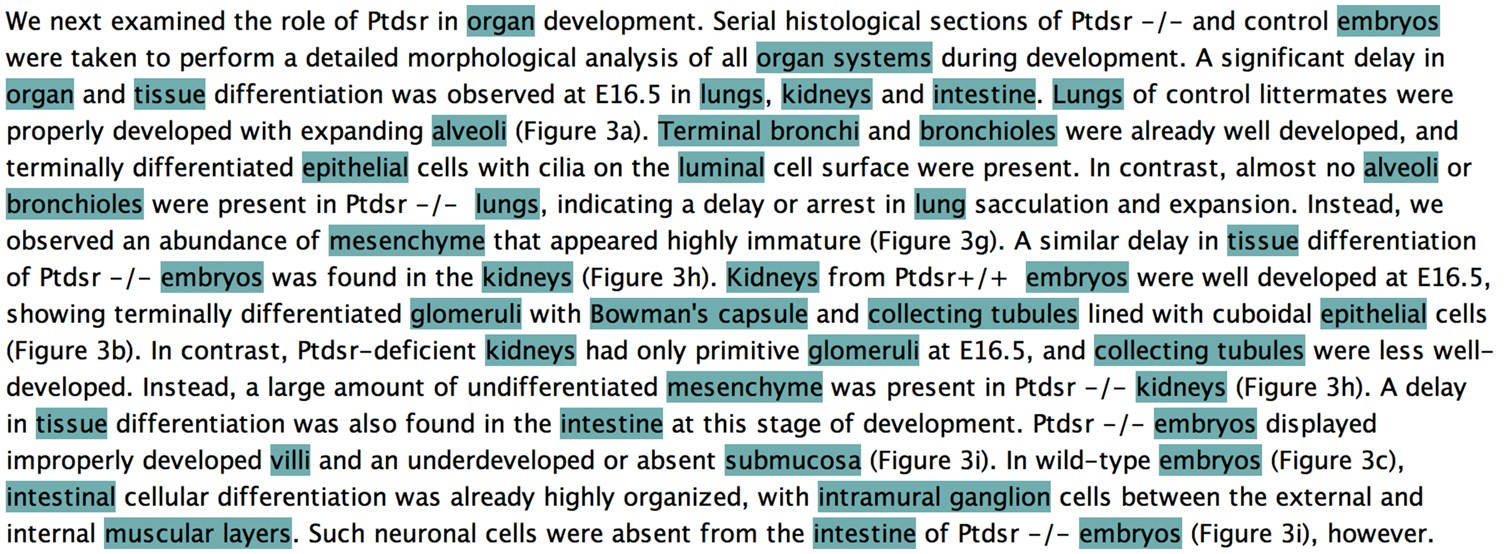 We next examined the role of Ptdsr in organ development. Serial histological sections of Ptdsr -/- and control embryos
were taken to perform a detailed morphological analysis of all organ systems during development. A significant delay in
organ and tissue differentiation was observed at E16.5 in lungs, kidneys and intestine. Lungs of control littermates were
properly developed with expanding alveoli (Figure 3a). Terminal bronchi and bronchioles were already well developed, and
terminally differentiated epithelial cells with cilia on the luminal cell surface were present. In contrast, almost no alveoli or
bronchioles were present in Ptdsr -/- lungs, indicating a delay or arrest in lung sacculation and expansion. Instead, we
observed an abundance of mesenchyme that appeared highly immature (Figure 3g). A similar delay in tissue differentiation
of Ptdsr -/- embryos was found in the kidneys (Figure 3h). Kidneys from Ptdsr+/+ embryos were well developed at E16.5,
showing terminally differentiated glomeruli with Bowman's capsule and collecting tubules lined with cuboidal epithelial cells
(Figure 3b). In contrast, Ptdsr-deficient kidneys had only primitive glomeruli at E16.5, and collecting tubules were less well-
developed. Instead, a large amount of undifferentiated mesenchyme was present in Ptdsr -/- kidneys (Figure 3h). A delay
in tissue differentiation was also found in the intestine at this stage of development. Ptdsr -/- embryos displayed
improperly developed villi and an underdeveloped or absent submucosa (Figure 3i). In wild-type embryos (Figure 3c),
intestinal cellular differentiation was already highly organized, with intramural ganglion cells between the external and
internal muscular layers. Such neuronal cells were absent from the intestine of Ptdsr -/- embryos (Figure 3i), however.